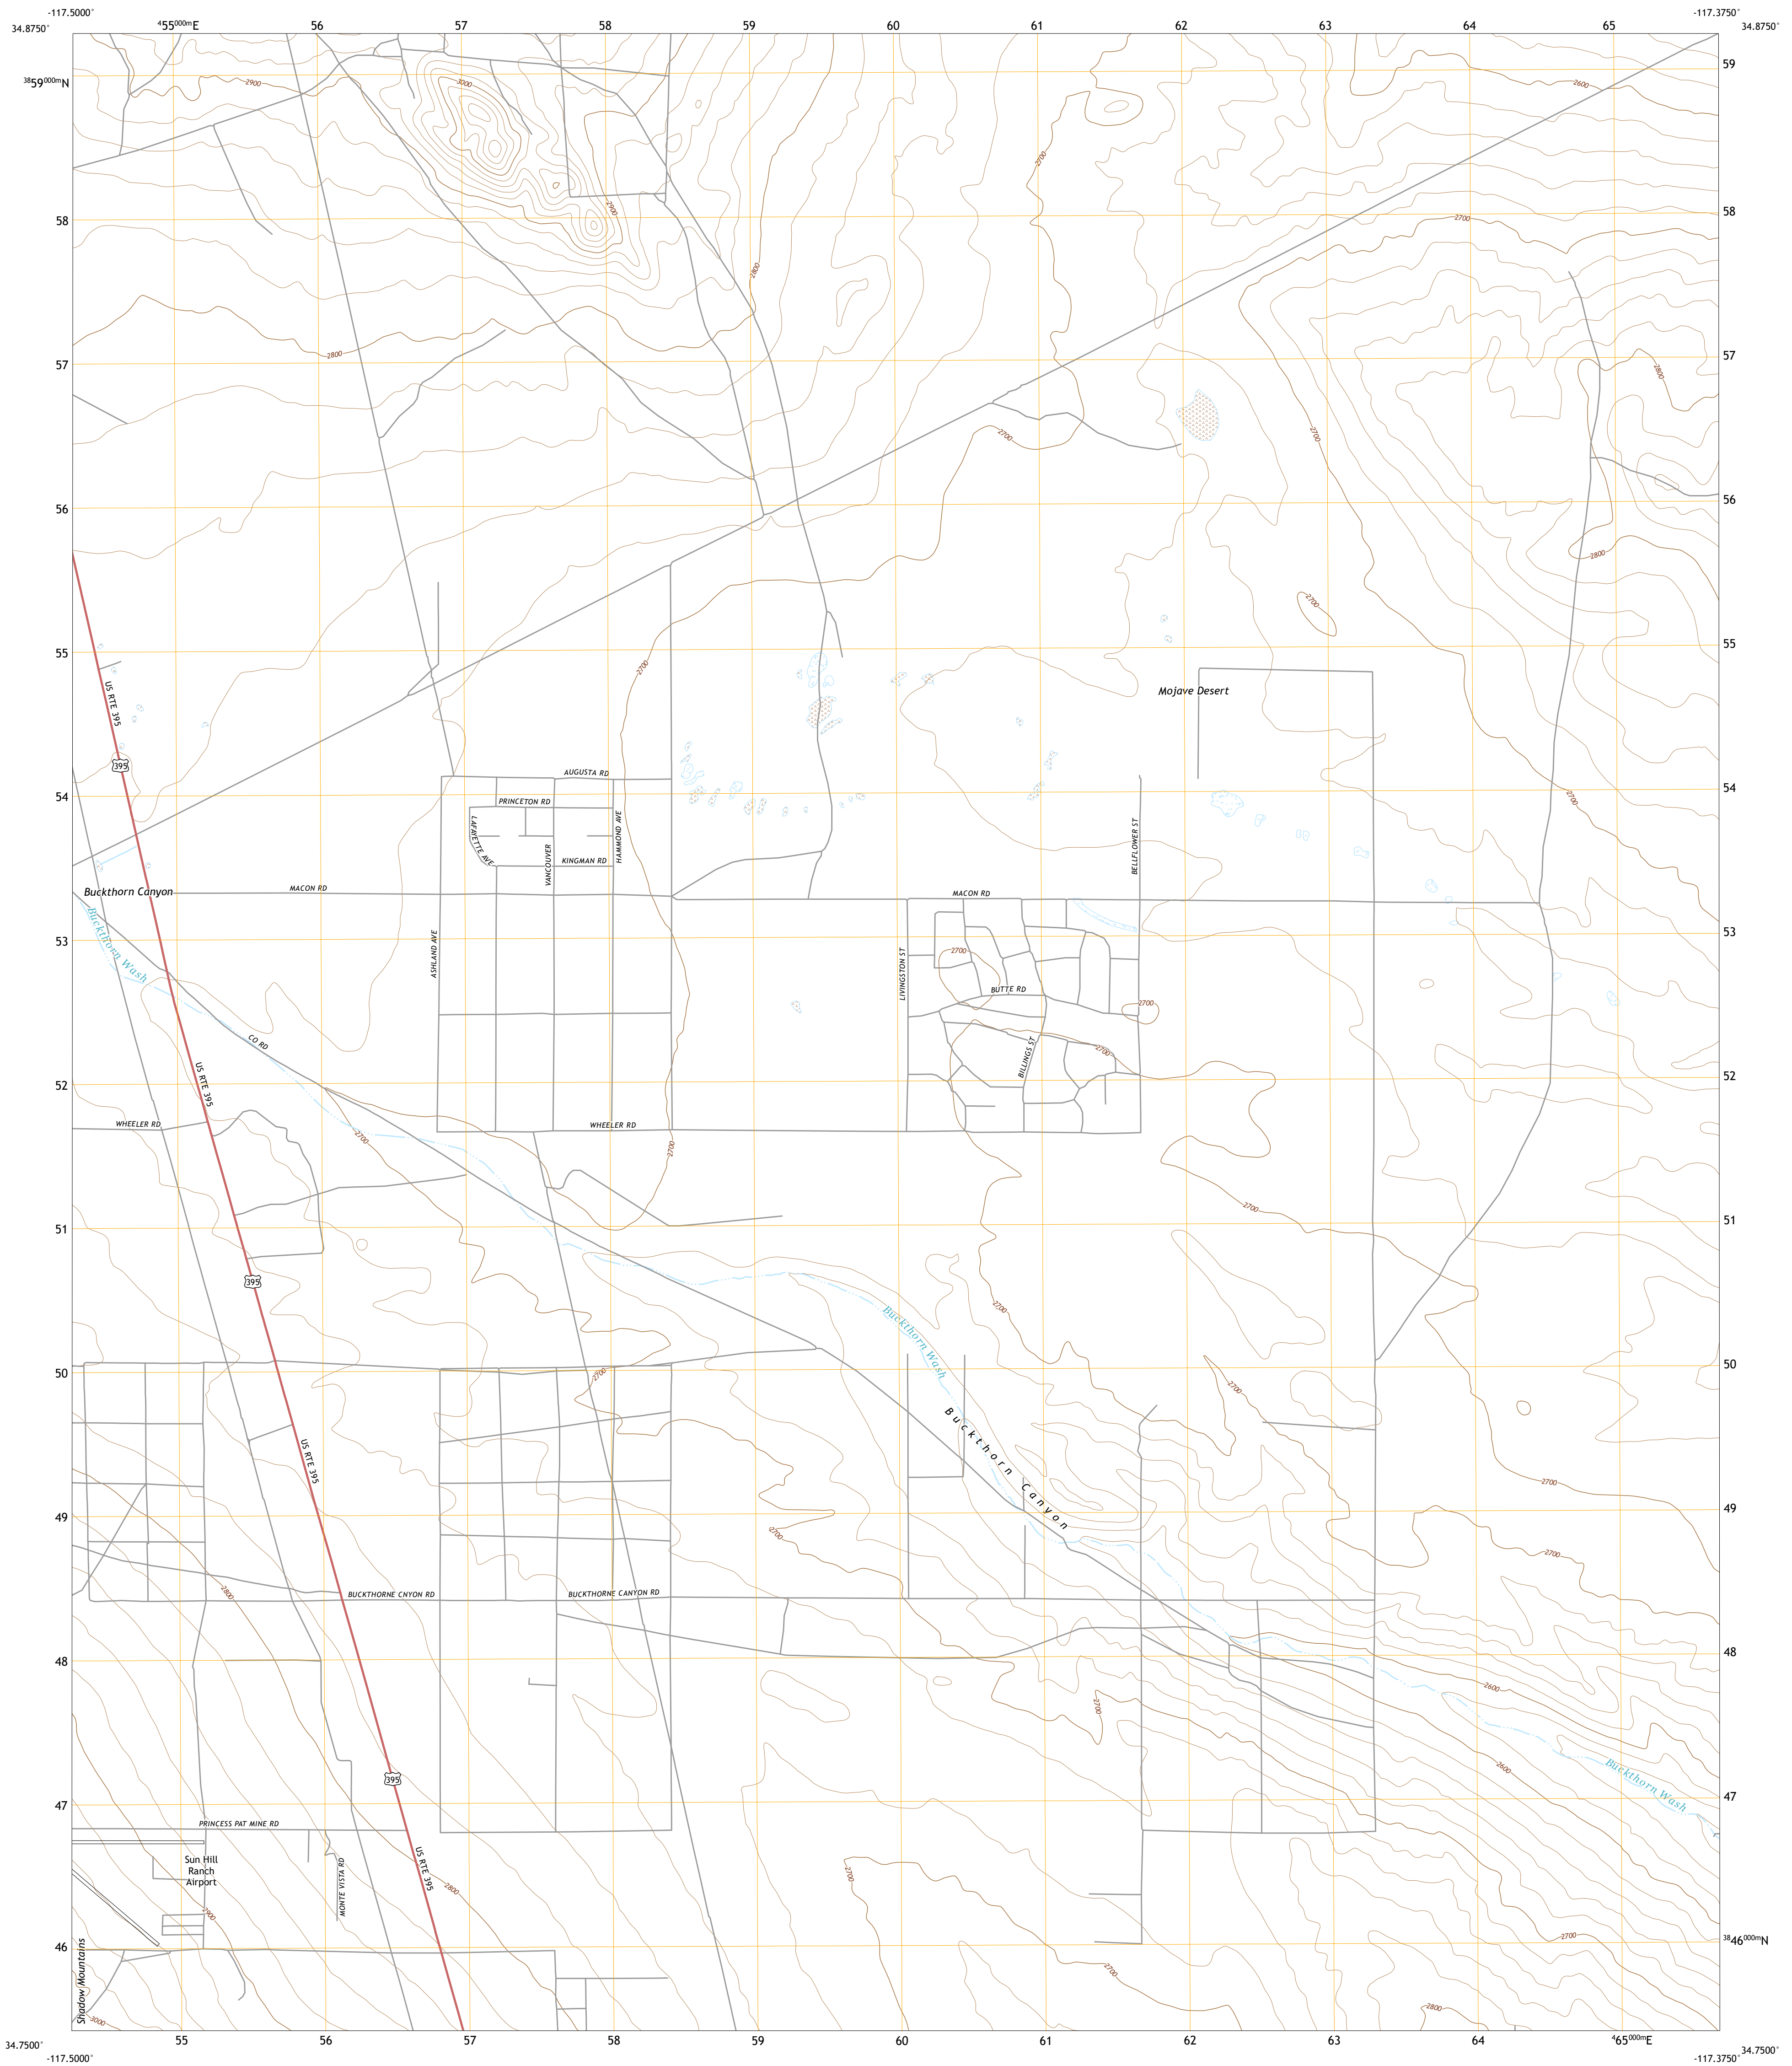 -117.5000°
-117.3750°
34.8750°
⁴55⁰⁰⁰ᵐE
56
57
58
59
60
61
62
63
64
65
34.8750°
³⁸59⁰⁰⁰ᵐN
59
2900
3000
2600
2700
58
2900
58
2700
2800
57
2800
57
2800
2700
2700
56
56
2800
2700
55
55
2700
US RTE 395
Mojave Desert
395
AUGUSTA RD
54
54
PRINCETON RD
2700
LAFAYETTE AVE
HAMMOND AVE
VANCOUVER
KINGMAN RD
BELLFLOWER ST
Buckthorn Canyon
MACON RD
MACON RD
Buckthorn Wash
53
53
ASHLAND AVE
LIVINGSTON ST
2700
BUTTE RD
2700
CO RD
BILLINGS ST
2700
52
52
US RTE 395
WHEELER RD
WHEELER RD
2700
2700
51
51
2700
395
2700
Buckthorn Wash
50
50
2700
2700
Buckthorn Canyon
US RTE 395
2700
49
49
2700
2700
2800
BUCKTHORNE CNYON RD
BUCKTHORNE CANYON RD
48
48
2600
2700
2600
395
Buckthorn Wash
47
47
PRINCESS PAT MINE RD
Sun Hill
Ranch
Airport
MONTE VISTA RD
US RTE 395
2800
2700
2900
46
2700
³⁸46⁰⁰⁰ᵐN
Shadow Mountains
2700
3000
2800
34.7500°
55
56
57
58
59
60
61
62
63
64
⁴65⁰⁰⁰ᵐE
34.7500°
-117.5000°
-117.3750°